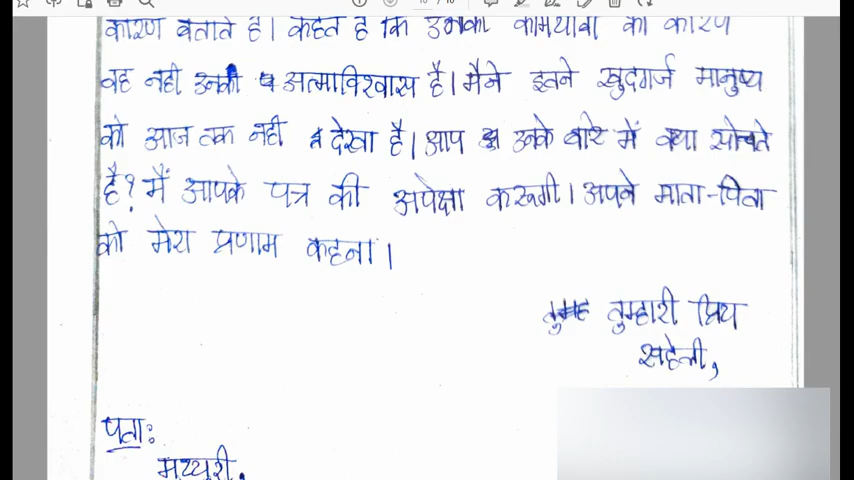 कारण बताते है। कहते है कि उनकी कामयाबी का कारण
वह नही उनकी आत्मविश्वास है। मैने इतने खुदगर्ज मानुष्य
को आज तक नही देखा है। आप उनके बारे में क्या सोचते
है? मैं आपके पत्र की अपेक्षा करूगी। अपने माता-पिता
को मेरा प्रणाम कहना।
तुम्हारी प्रिय
सहेली,
पता:
मय्यूरी.